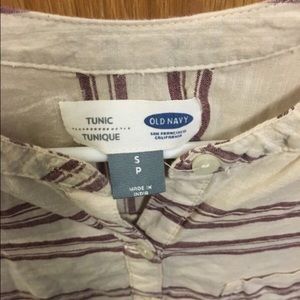 TUNIC
TUNIQUE
OLD NAVY
SAN FRANCISCO
CALIFORNIA
S
P
MADE IN
INDIA